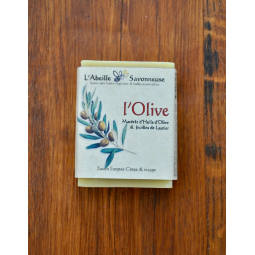 L'Abeille Savonneuse
l'Olive
Macérât d'Huile d'Olive
& feuilles de Laurier
Savon surgras Corps & visage